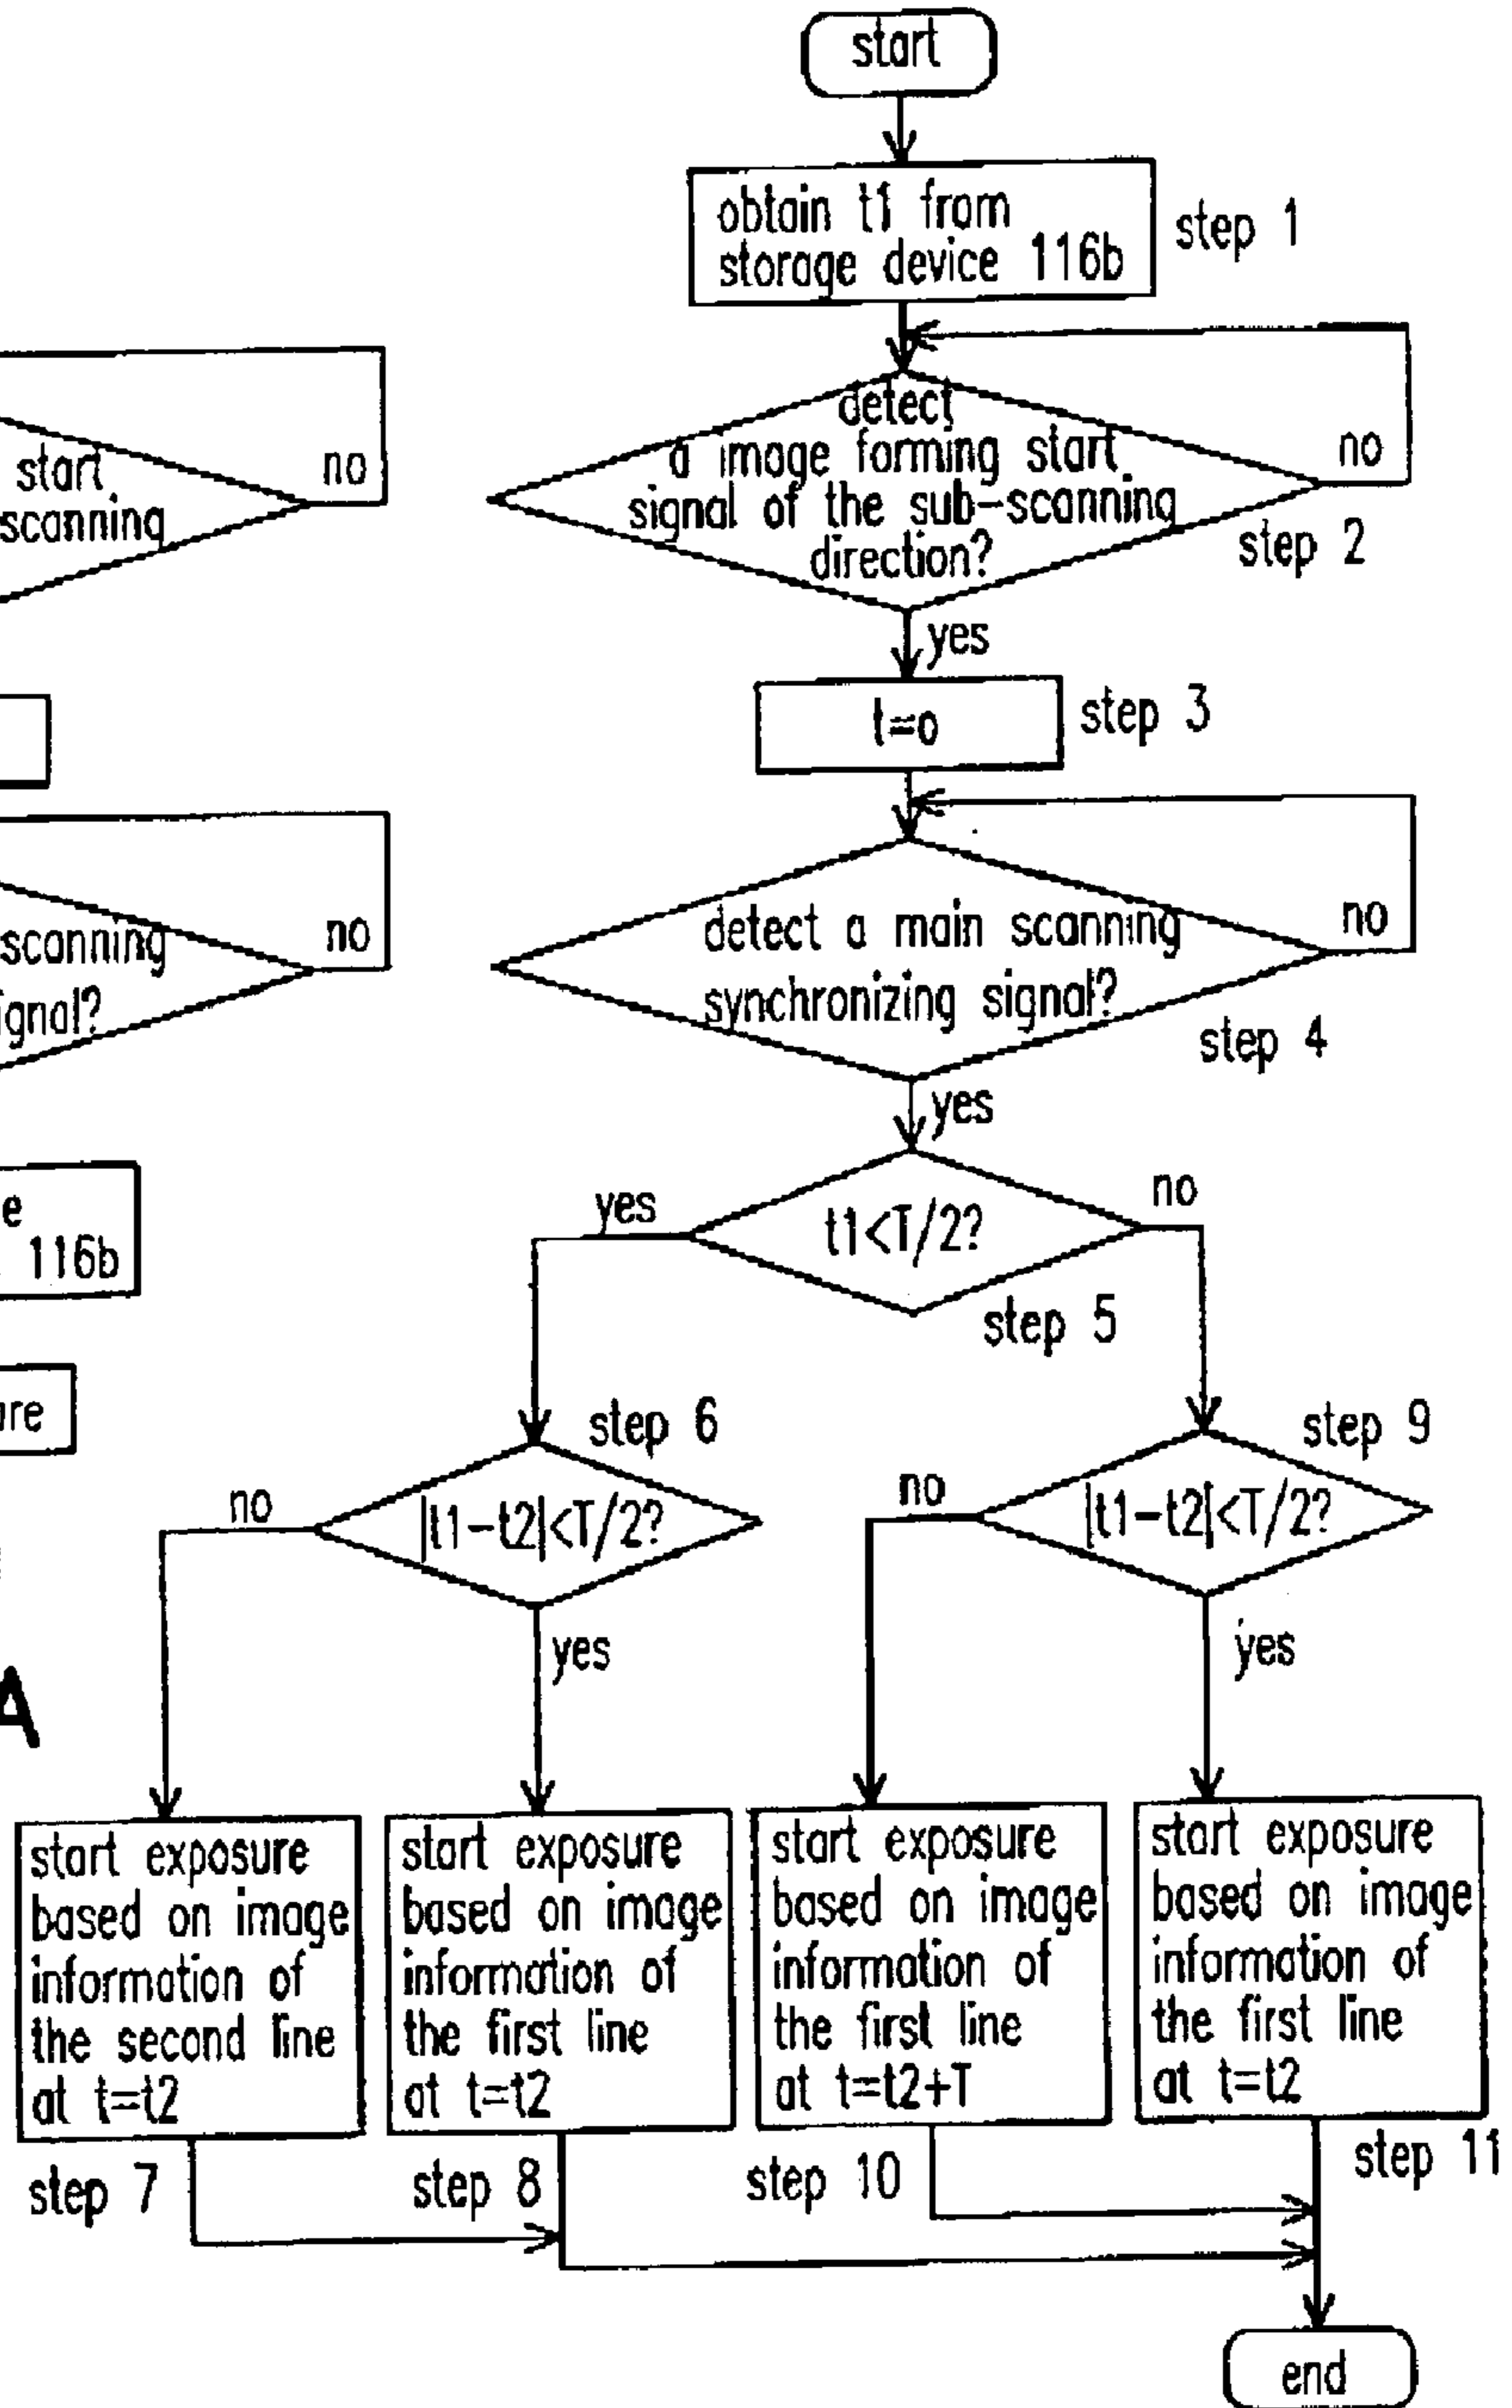 start
obtain t1 from
storage device 116b
step 1
detect
a image forming start
signal of the sub-scanning
direction?
no
step 2
yes
t=o
step 3
detect a main scanning
synchronizing signal?
no
step 4
yes
t1<T/2?
yes
no
step 5
|t1-t2|<T/2?
step 6
no
yes
|t1-t2|<T/2?
step 9
no
yes
start exposure
based on image
information of
the second line
at t=t2
step 7
start exposure
based on image
information of
the first line
at t=t2
step 8
start exposure
based on image
information of
the first line
at t=t2+T
step 10
start exposure
based on image
information of
the first line
at t=t2
step 11
end
start
scanning
no
scanning
no
116b
A